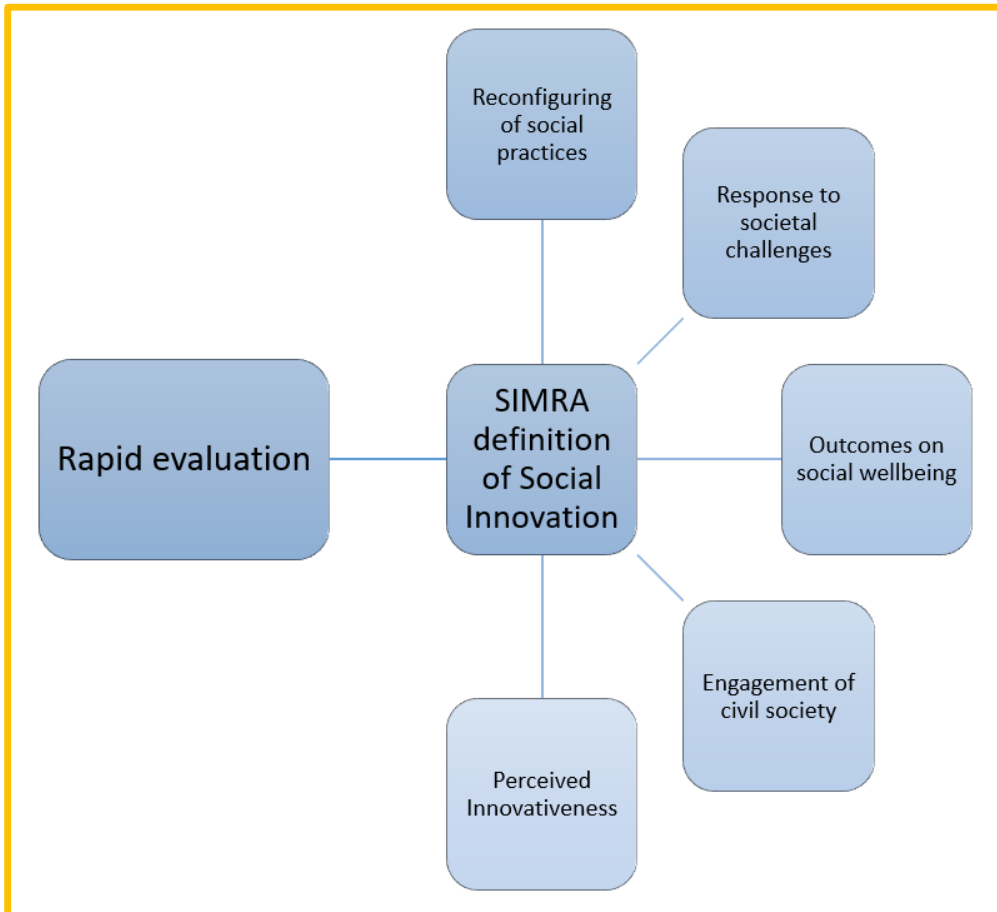 Reconfiguring
of social
practices
Response to
societal
challenges
Rapid evaluation
SIMRA
definition
of Social
Innovation
Outcomes on
social wellbeing
Engagement of
civil society
Perceived
Innovativeness